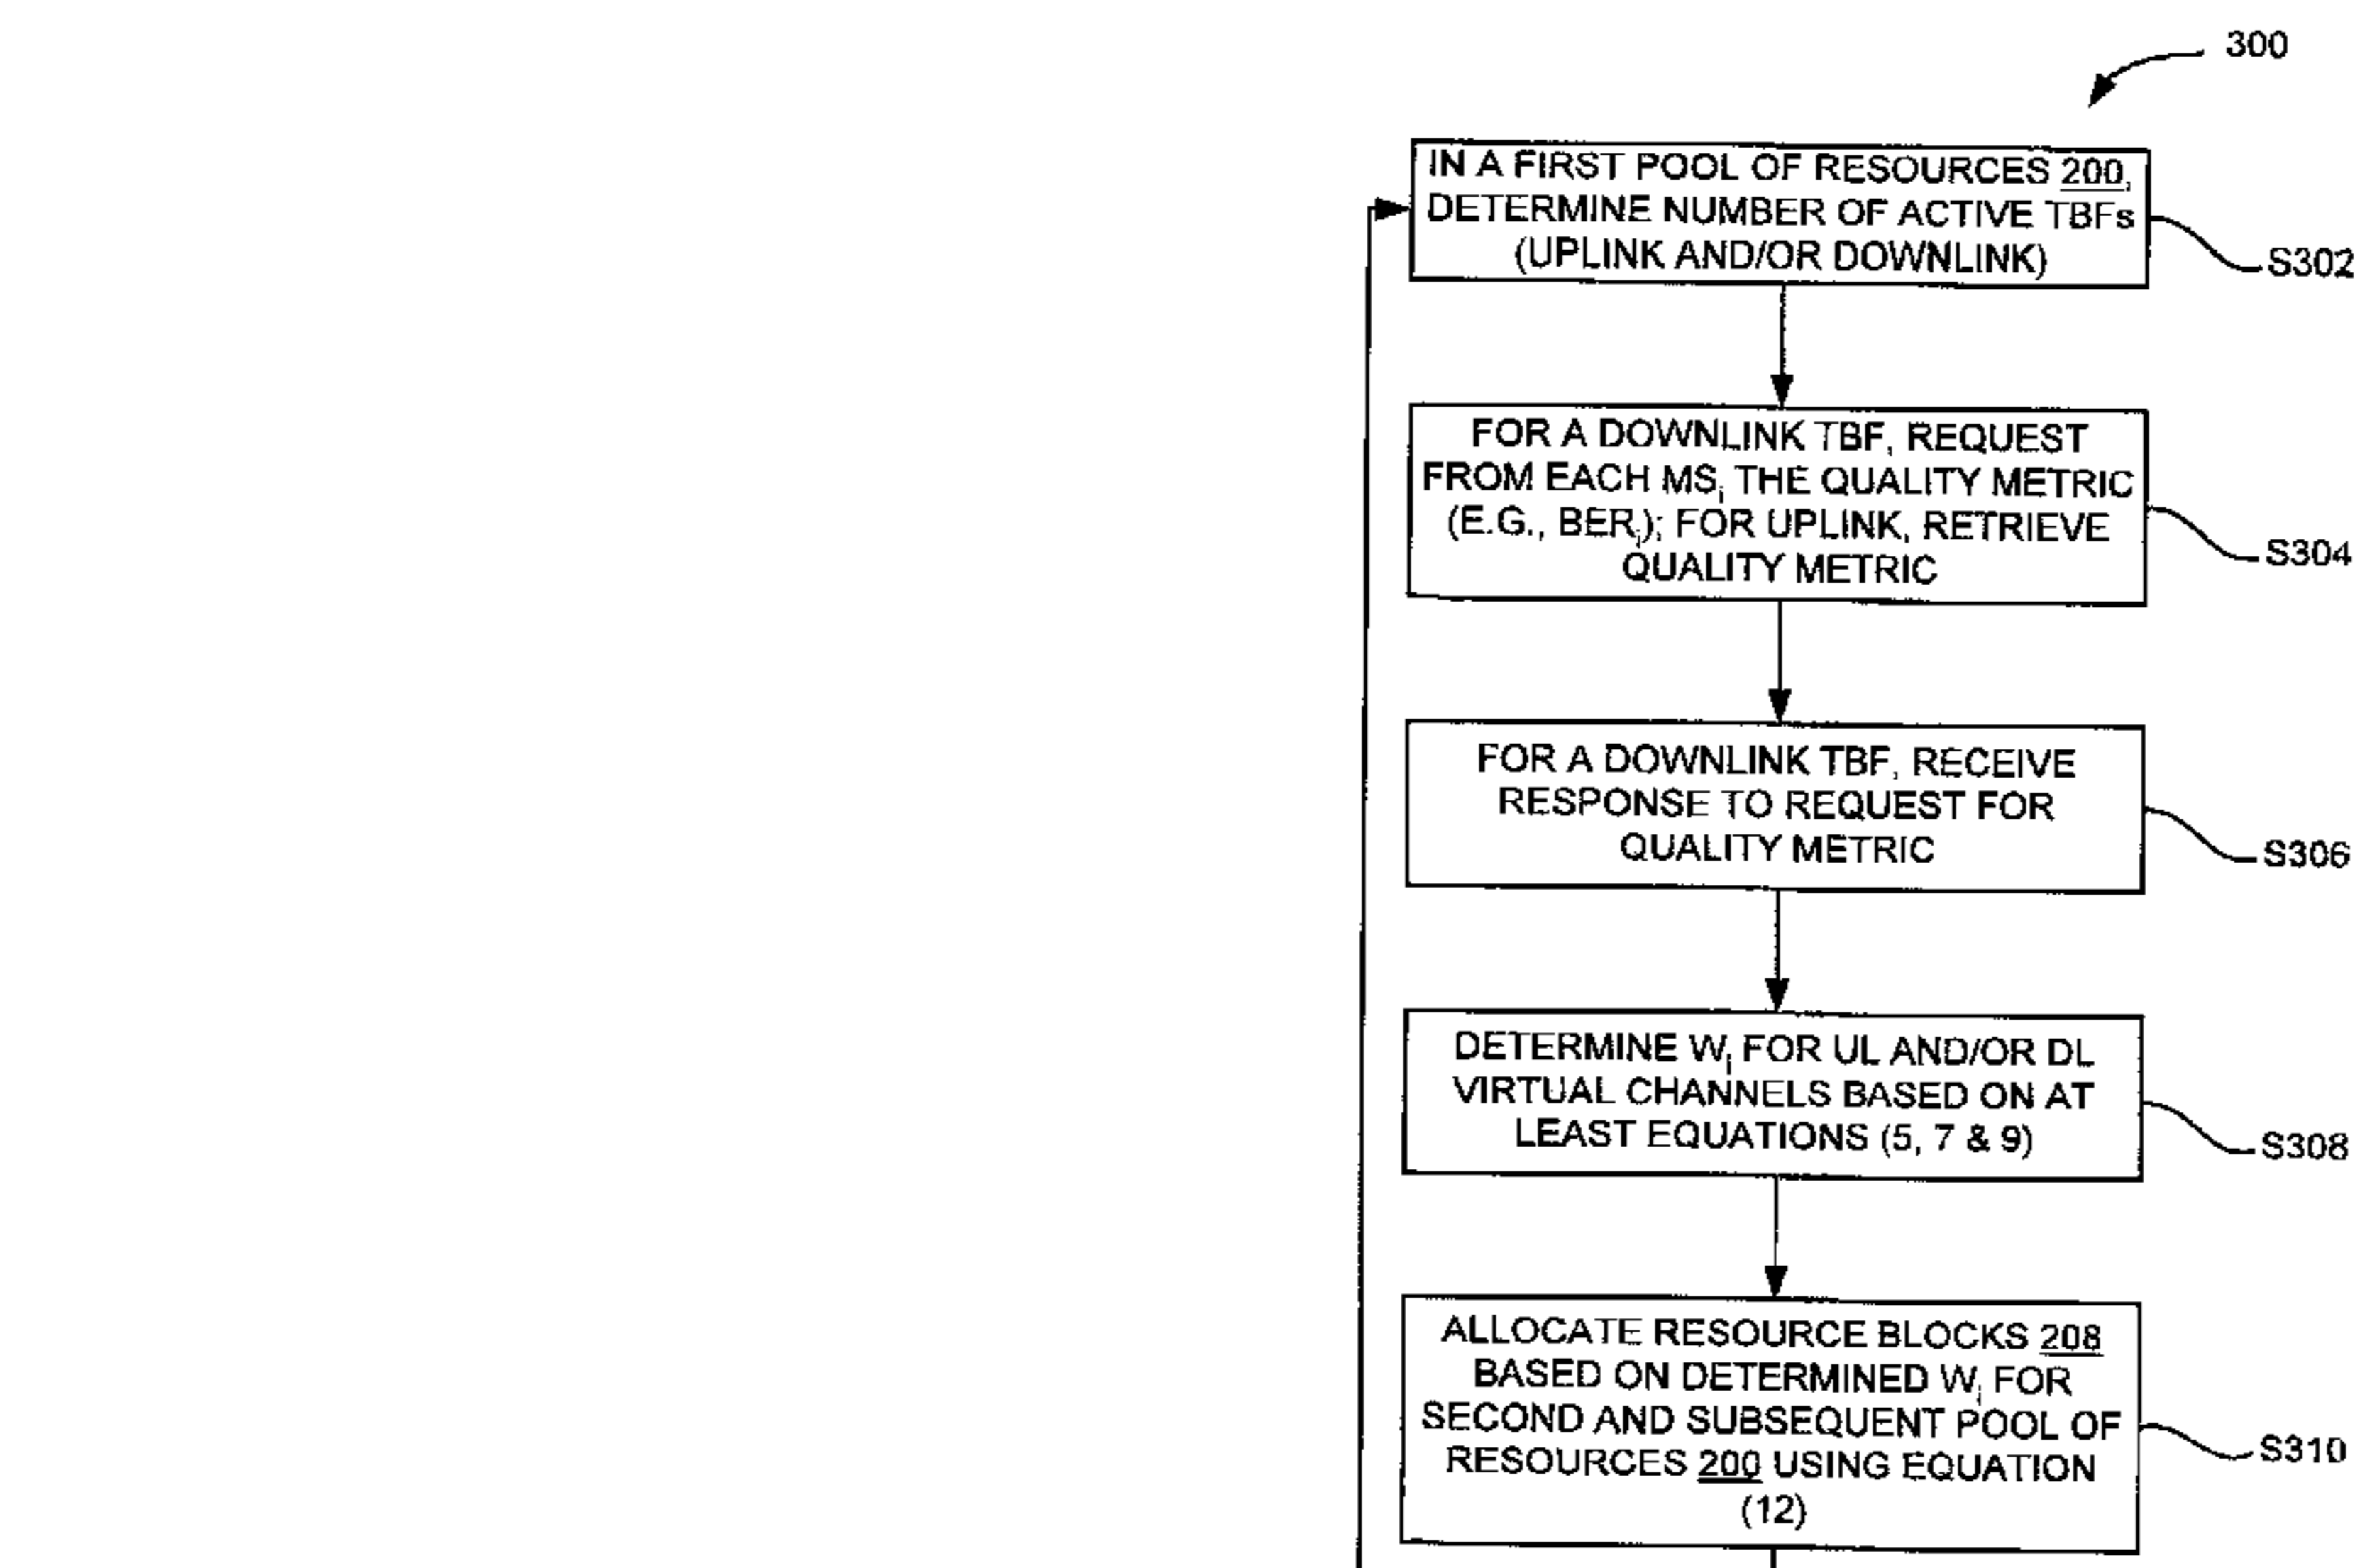 300
IN A FIRST POOL OF RESOURCES 200,
DETERMINE NUMBER OF ACTIVE TBFs
(UPLINK AND/OR DOWNLINK)
S302
FOR A DOWNLINK TBF, REQUEST
FROM EACH MSi THE QUALITY METRIC
(E.G., BERi); FOR UPLINK, RETRIEVE
QUALITY METRIC
S304
FOR A DOWNLINK TBF, RECEIVE
RESPONSE TO REQUEST FOR
QUALITY METRIC
S306
DETERMINE Wi FOR UL AND/OR DL
VIRTUAL CHANNELS BASED ON AT
LEAST EQUATIONS (5, 7 & 9)
S308
ALLOCATE RESOURCE BLOCKS 208
BASED ON DETERMINED Wi FOR
SECOND AND SUBSEQUENT POOL OF
RESOURCES 200 USING EQUATION
(12)
S310